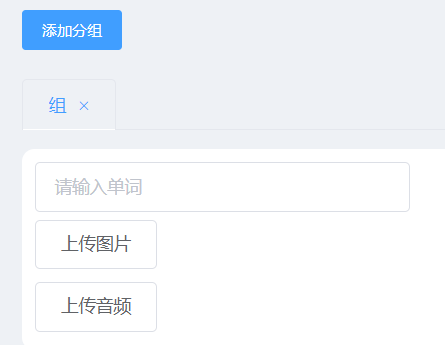 添加分组
组 ×
请输入单词
上传图片
上传音频